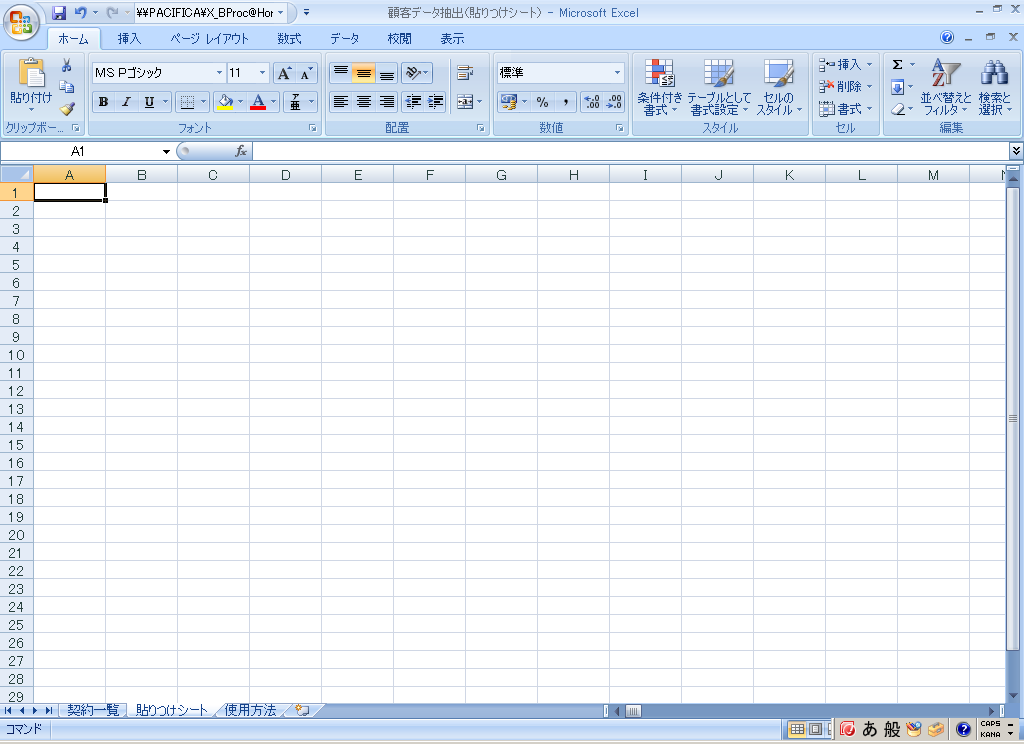 ¥¥PACIFICA¥X_BProc@Hor
顧客データ抽出(貼りつけシート) - Microsoft Excel
ホーム 挿入 ページ レイアウト 数式 データ 校閲 表示
MS Pゴシック 11 標準
貼り付け
B I U 亜 % ,
条件付き書式 テーブルとして書式設定 セルのスタイル
挿入
削除
書式
Σ
並べ替えとフィルタ 検索と選択
クリップボー... フォント 配置 数値 スタイル セル 編集
A1 fx
A B C D E F G H I J K L M
1
2
3
4
5
6
7
8
9
10
11
12
13
14
15
16
17
18
19
20
21
22
23
24
25
26
27
28
29
契約一覧 貼りつけシート 使用方法
コマンド あ 般 CAPS KANA